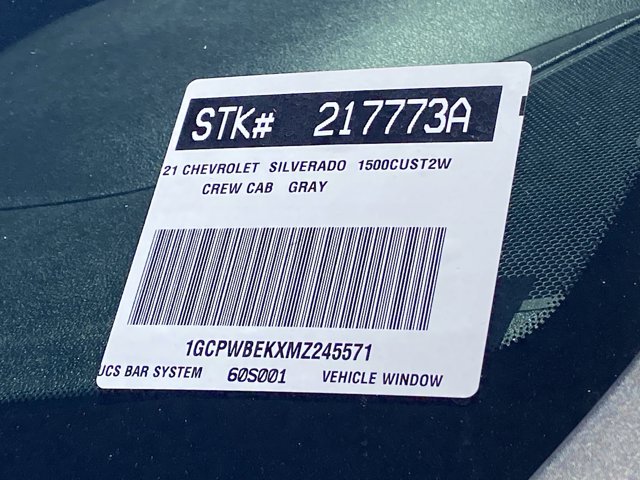 STK# 217773A
21 CHEVROLET SILVERADO 1500CUST2W
CREW CAB GRAY
1GCPWBEKXMZ245571
UCS BAR SYSTEM 60S001 VEHICLE WINDOW